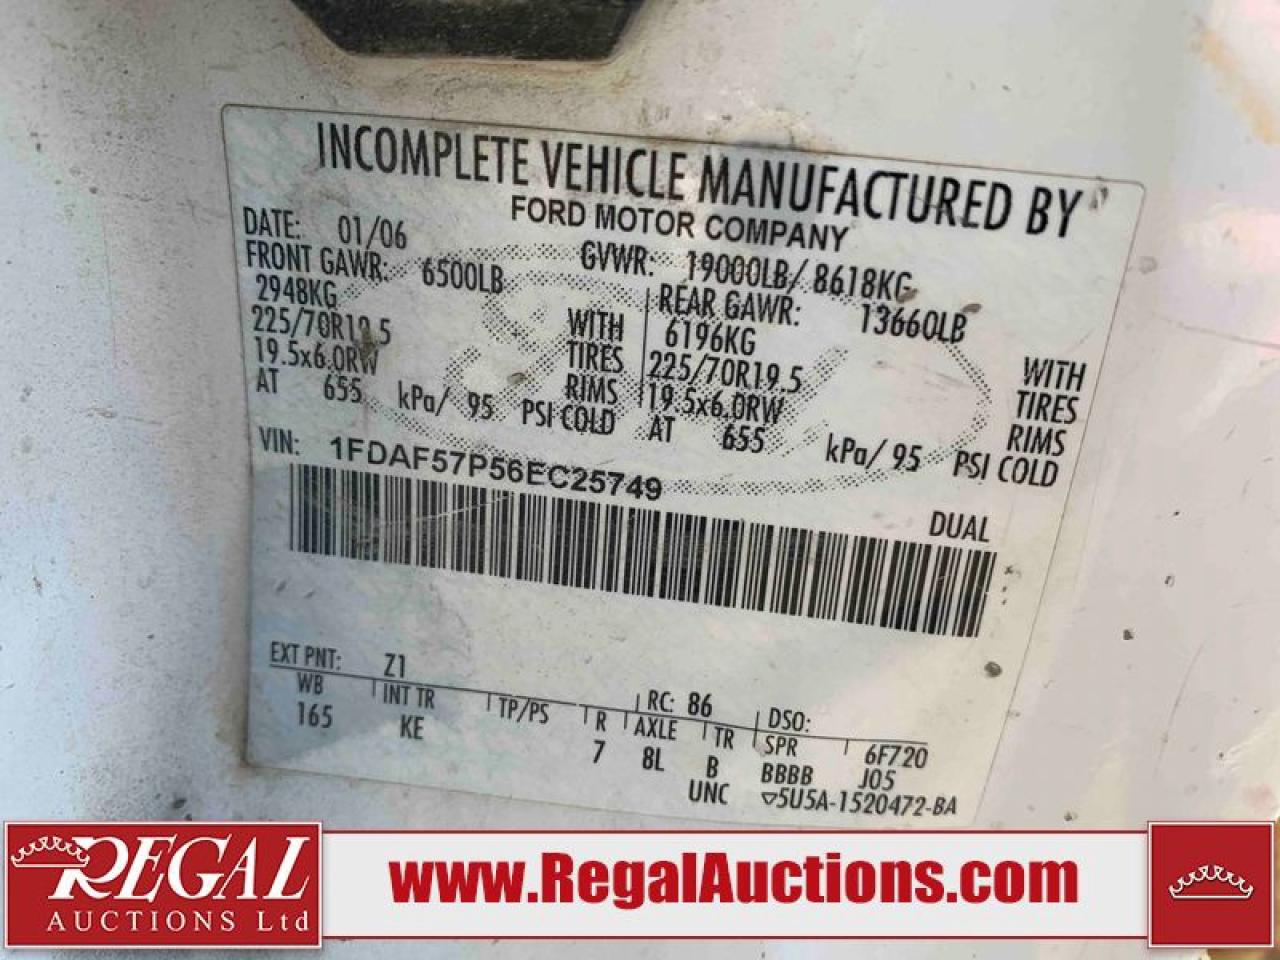 INCOMPLETE VEHICLE MANUFACTURED BY
FORD MOTOR COMPANY
DATE: 01/06 GVWR: 19000LB/ 8618KG
FRONT GAWR: 6500LB REAR GAWR: 13660LB
2948KG WITH 6196KG WITH
225/70R19.5 TIRES 225/70R19.5 TIRES
19.5x6.0RW RIMS 19.5x6.0RW RIMS
AT 655 kPa/ 95 PSI COLD AT 655 kPa/ 95 PSI COLD
VIN: 1FDAF57P56EC25749
DUAL
EXT PNT: Z1 RC: 86 DSO:
WB INT TR TP/PS R AXLE TR SPR 6F720
165 KE 7 8L B BBBB J05
UNC ▽5U5A-1520472-BA
REGAL
AUCTIONS Ltd
www.RegalAuctions.com